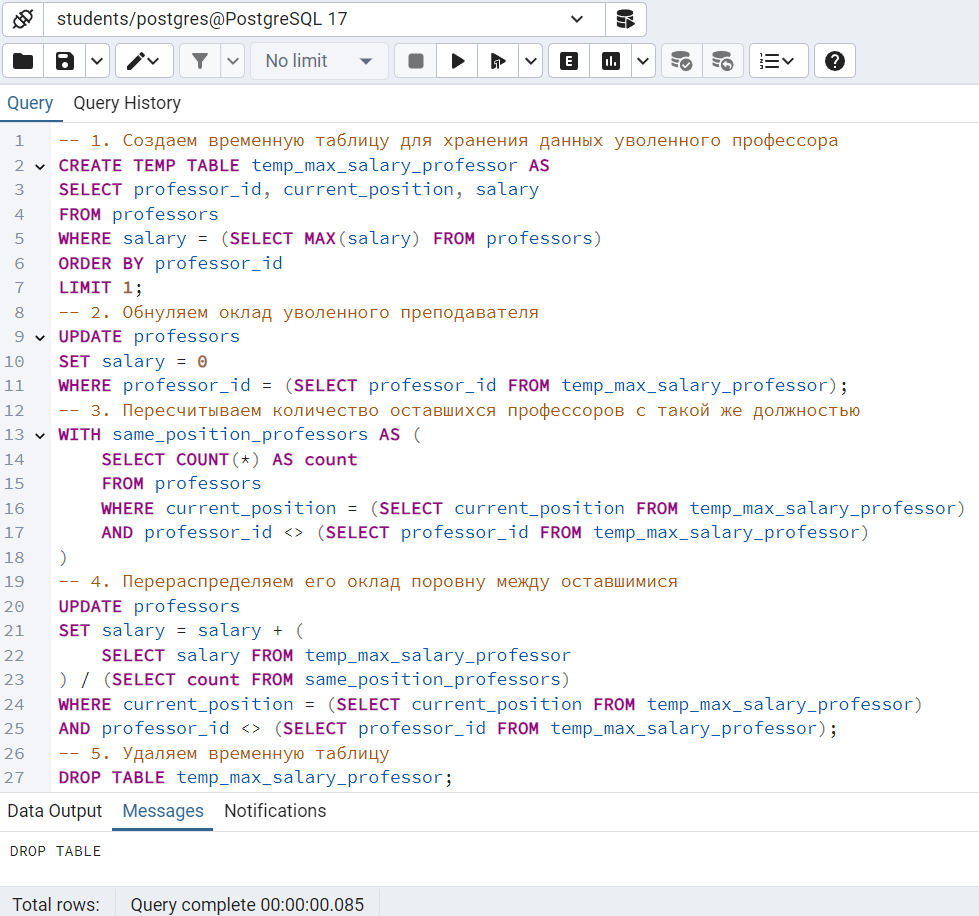 students/postgres@PostgreSQL 17
No limit
E
Query Query History
1 -- 1. Создаем временную таблицу для хранения данных уволенного профессора
2 CREATE TEMP TABLE temp_max_salary_professor AS
3 SELECT professor_id, current_position, salary
4 FROM professors
5 WHERE salary = (SELECT MAX(salary) FROM professors)
6 ORDER BY professor_id
7 LIMIT 1;
8 -- 2. Обнуляем оклад уволенного преподавателя
9 UPDATE professors
10 SET salary = 0
11 WHERE professor_id = (SELECT professor_id FROM temp_max_salary_professor);
12 -- 3. Пересчитываем количество оставшихся профессоров с такой же должностью
13 WITH same_position_professors AS (
14 SELECT COUNT(*) AS count
15 FROM professors
16 WHERE current_position = (SELECT current_position FROM temp_max_salary_professor)
17 AND professor_id <> (SELECT professor_id FROM temp_max_salary_professor)
18 )
19 -- 4. Перераспределяем его оклад поровну между оставшимися
20 UPDATE professors
21 SET salary = salary + (
22 SELECT salary FROM temp_max_salary_professor
23 ) / (SELECT count FROM same_position_professors)
24 WHERE current_position = (SELECT current_position FROM temp_max_salary_professor)
25 AND professor_id <> (SELECT professor_id FROM temp_max_salary_professor);
26 -- 5. Удаляем временную таблицу
27 DROP TABLE temp_max_salary_professor;
Data Output Messages Notifications
DROP TABLE
Total rows: Query complete 00:00:00.085